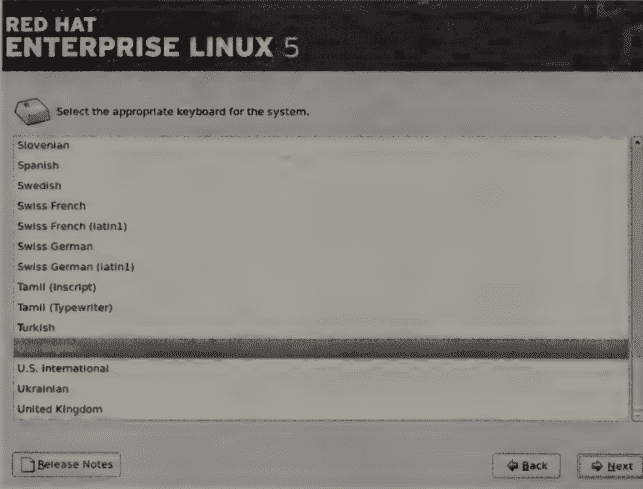 RED HAT
ENTERPRISE LINUX 5
Select the appropriate keyboard for the system.
Slovenian
Spanish
Swedish
Swiss French
Swiss French (latin1)
Swiss German
Swiss German (latin1)
Tamil (Inscript)
Tamil (Typewriter)
Turkish
U.S. International
Ukrainian
United Kingdom
Release Notes
Back
Next